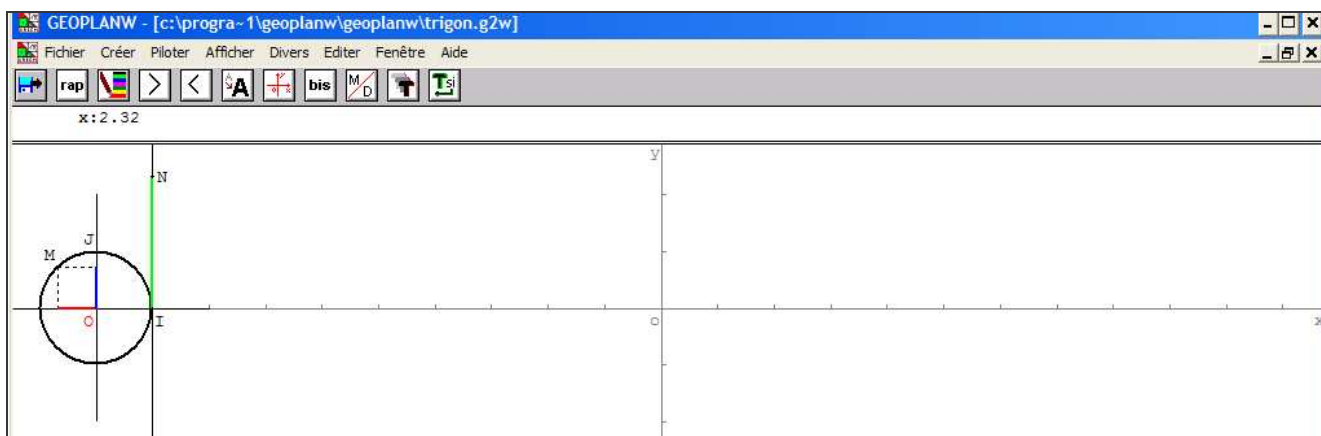 GEOPLANW - [c:\progra~1\geoplanw\geoplanw\trigon.g2w]
Fichier Créer Piloter Afficher Divers Editer Fenêtre Aide
rap > < A bis M/D T Tsi
x:2.32
y
N
J
M
O I o x